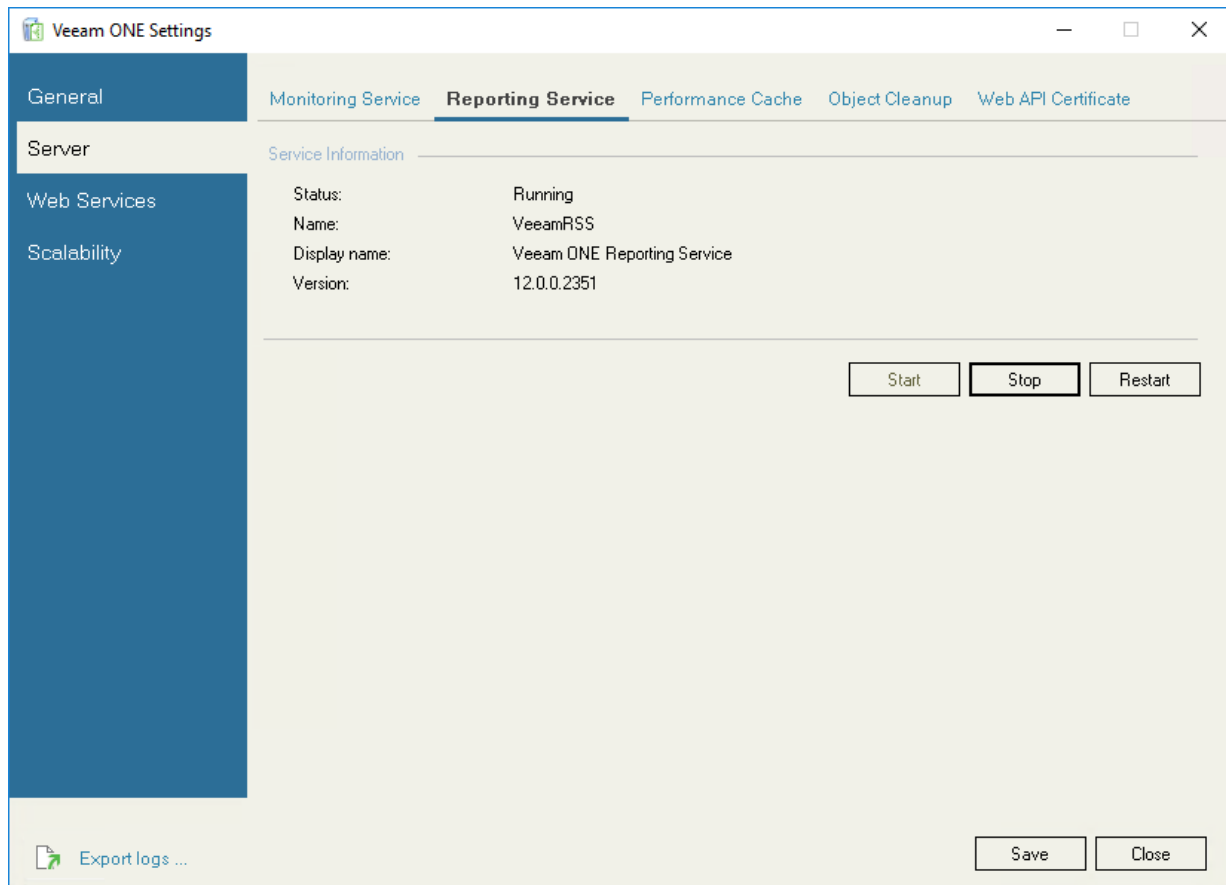 Veeam ONE Settings
General
Server
Web Services
Scalability
Monitoring Service Reporting Service Performance Cache Object Cleanup Web API Certificate
Service Information
Status: Running
Name: VeeamRSS
Display name: Veeam ONE Reporting Service
Version: 12.0.0.2351
Start Stop Restart
Export logs ...
Save Close